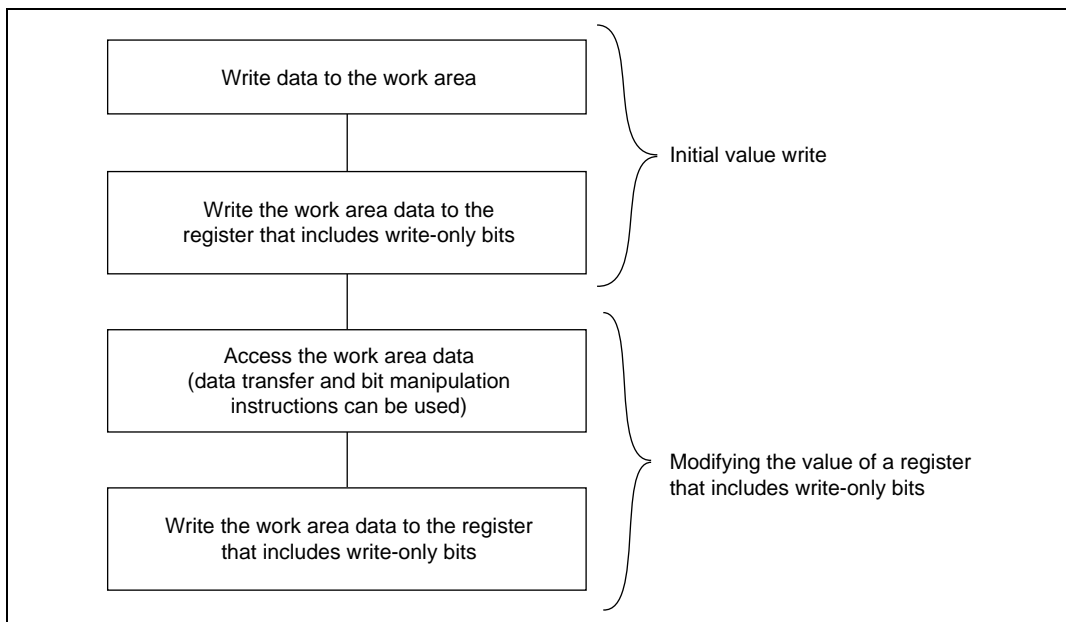 Write data to the work area
Initial value write
Write the work area data to the
register that includes write-only bits
Access the work area data
(data transfer and bit manipulation
instructions can be used)
Modifying the value of a register
that includes write-only bits
Write the work area data to the register
that includes write-only bits